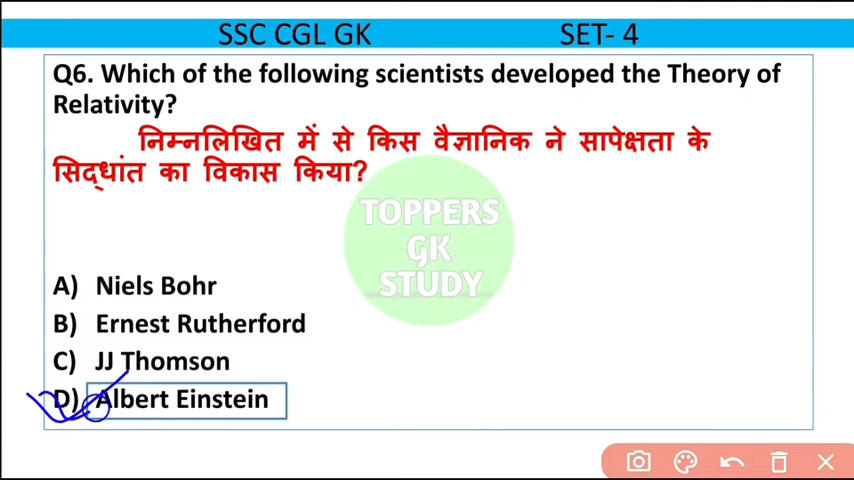 SSC CGL GK SET- 4
Q6. Which of the following scientists developed the Theory of
Relativity?
निम्नलिखित में से किस वैज्ञानिक ने सापेक्षता के
सिद्धांत का विकास किया?
TOPPERS
GK
STUDY
A) Niels Bohr
B) Ernest Rutherford
C) JJ Thomson
D) Albert Einstein